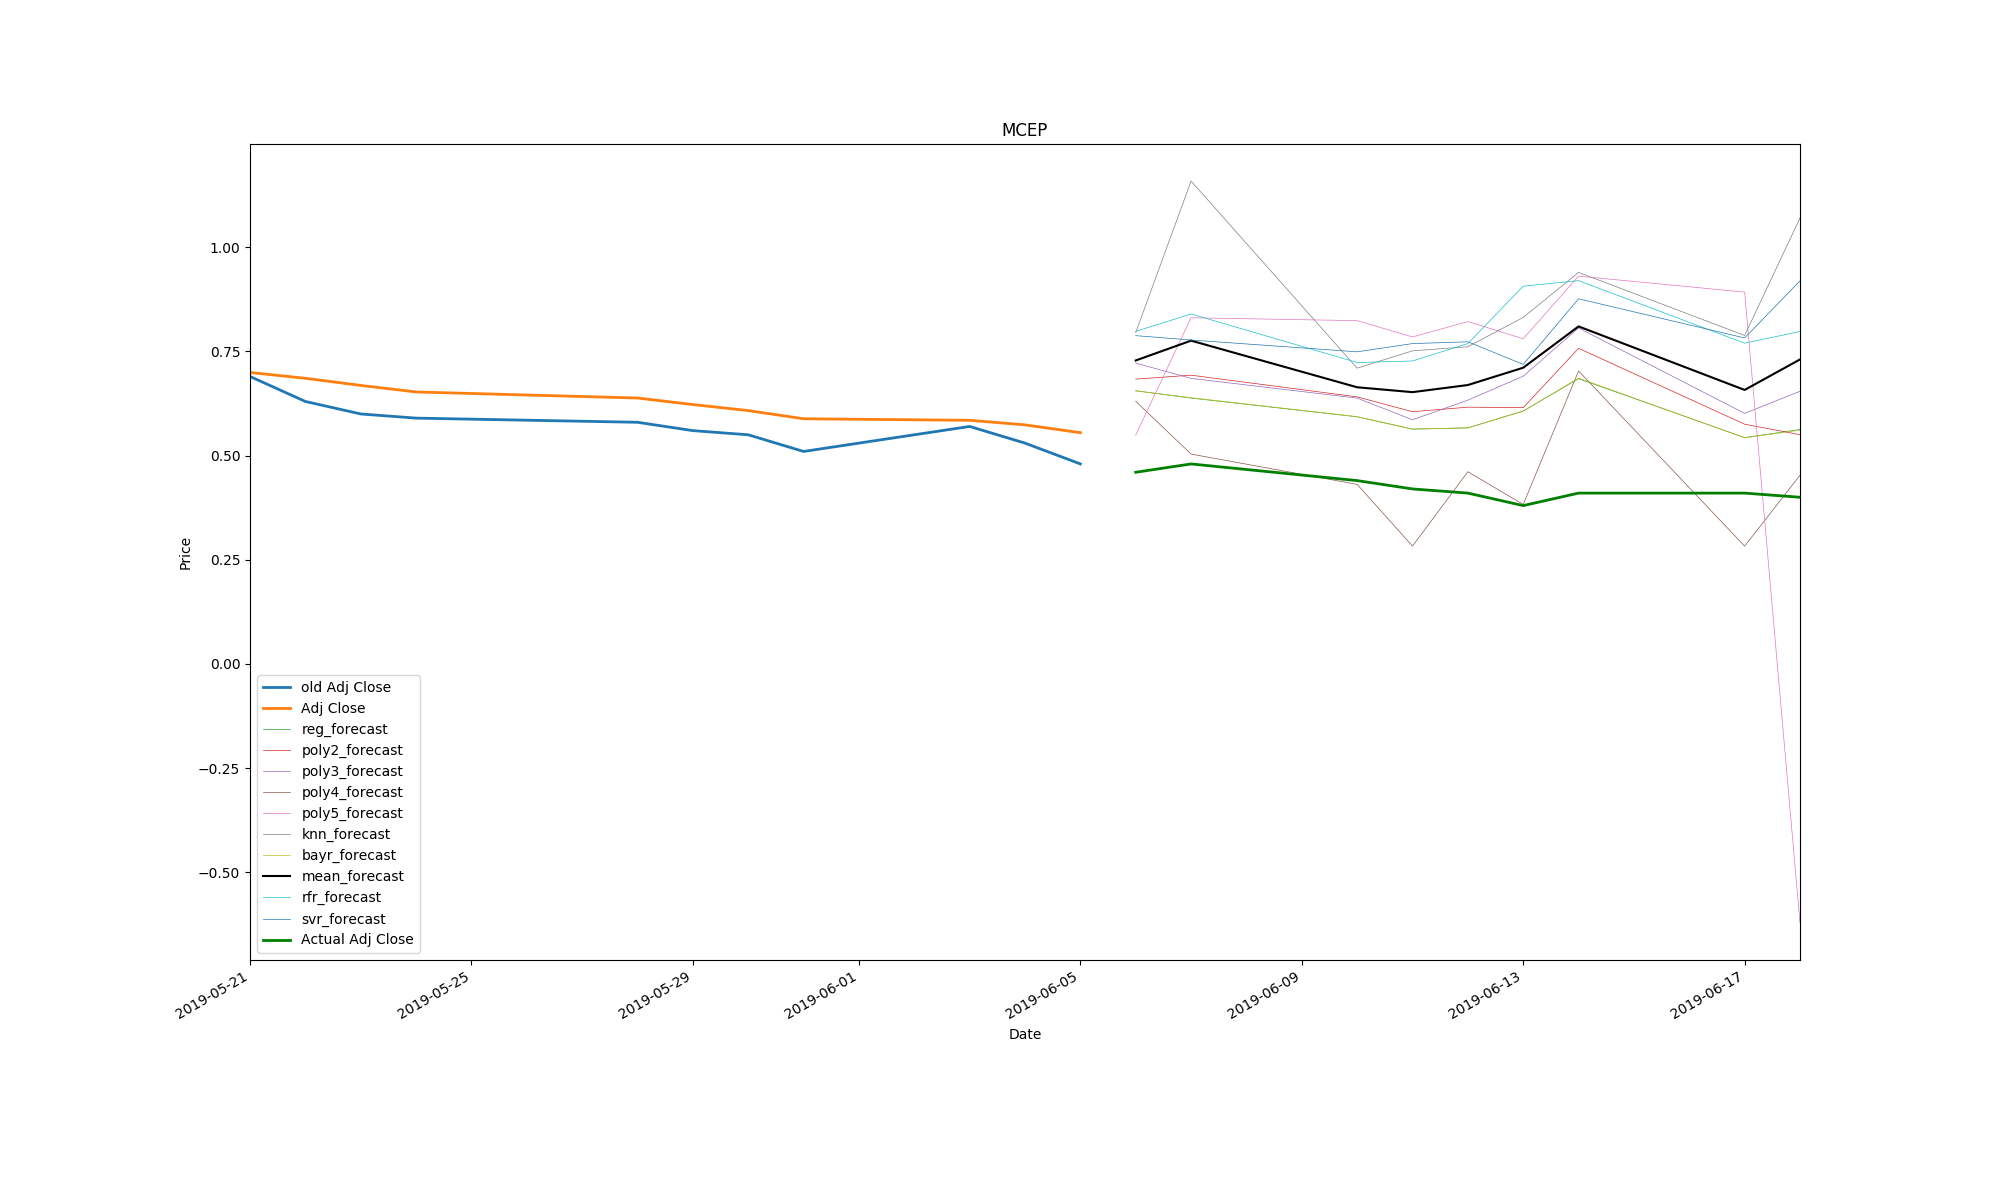 MCEP
Price
1.00
0.75
0.50
0.25
0.00
−0.25
−0.50
old Adj Close
Adj Close
reg_forecast
poly2_forecast
poly3_forecast
poly4_forecast
poly5_forecast
knn_forecast
bayr_forecast
mean_forecast
rfr_forecast
svr_forecast
Actual Adj Close
2019-05-21
2019-05-25
2019-05-29
2019-06-01
2019-06-05
2019-06-09
2019-06-13
2019-06-17
Date